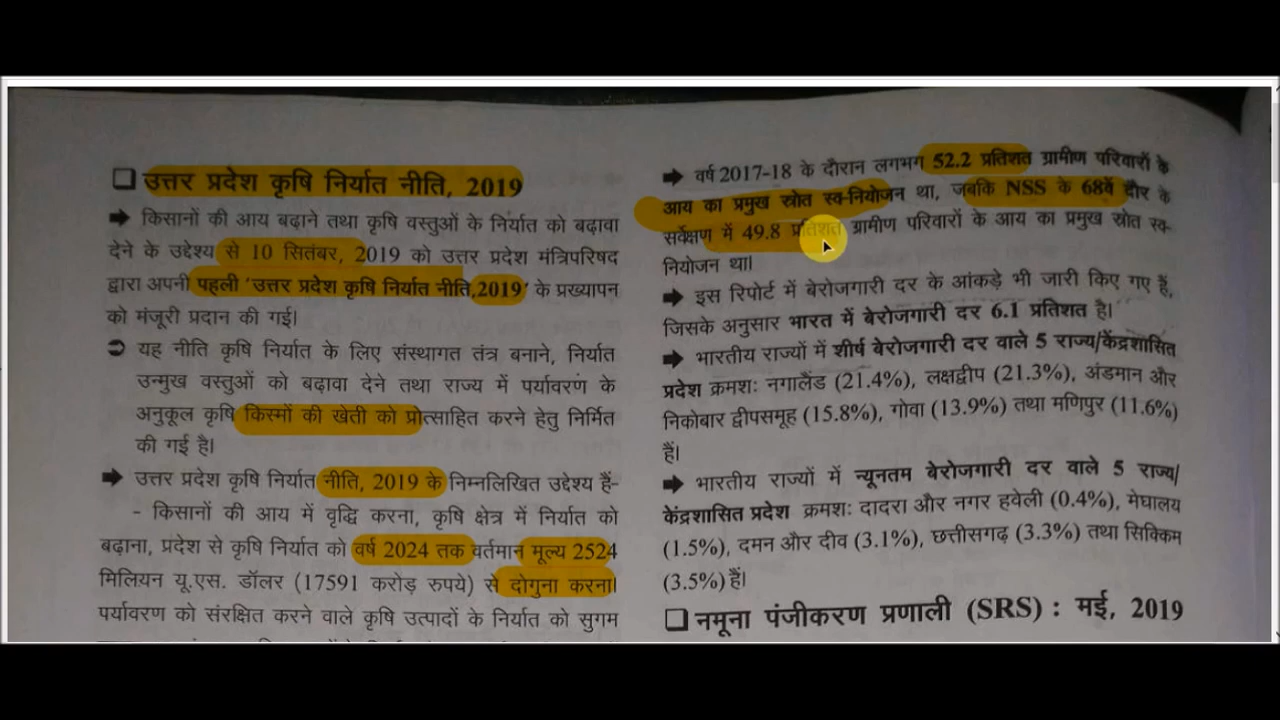 ❑ उत्तर प्रदेश कृषि निर्यात नीति, 2019
➡ किसानों की आय बढ़ाने तथा कृषि वस्तुओं के निर्यात को बढ़ावा
देने के उद्देश्य से 10 सितंबर, 2019 को उत्तर प्रदेश मंत्रिपरिषद
द्वारा अपनी पहली 'उत्तर प्रदेश कृषि निर्यात नीति,2019' के प्रख्यापन
को मंजूरी प्रदान की गई।
➲ यह नीति कृषि निर्यात के लिए संस्थागत तंत्र बनाने, निर्यात
उन्मुख वस्तुओं को बढ़ावा देने तथा राज्य में पर्यावरण के
अनुकूल कृषि किस्मों की खेती को प्रोत्साहित करने हेतु निर्मित
की गई है।
➡ उत्तर प्रदेश कृषि निर्यात नीति, 2019 के निम्नलिखित उद्देश्य हैं-
- किसानों की आय में वृद्धि करना, कृषि क्षेत्र में निर्यात को
बढ़ाना, प्रदेश से कृषि निर्यात को वर्ष 2024 तक वर्तमान मूल्य 2524
मिलियन यू.एस. डॉलर (17591 करोड़ रुपये) से दोगुना करना।
पर्यावरण को संरक्षित करने वाले कृषि उत्पादों के निर्यात को सुगम
➡ वर्ष 2017-18 के दौरान लगभग 52.2 प्रतिशत ग्रामीण परिवारों के
आय का प्रमुख स्रोत स्व-नियोजन था, जबकि NSS के 68वें दौर के
सर्वेक्षण में 49.8 प्रतिशत ग्रामीण परिवारों के आय का प्रमुख स्रोत स्व-
नियोजन था।
➡ इस रिपोर्ट में बेरोजगारी दर के आंकड़े भी जारी किए गए हैं,
जिसके अनुसार भारत में बेरोजगारी दर 6.1 प्रतिशत है।
➡ भारतीय राज्यों में शीर्ष बेरोजगारी दर वाले 5 राज्य/केंद्रशासित
प्रदेश क्रमश: नगालैंड (21.4%), लक्षद्वीप (21.3%), अंडमान और
निकोबार द्वीपसमूह (15.8%), गोवा (13.9%) तथा मणिपुर (11.6%)
हैं।
➡ भारतीय राज्यों में न्यूनतम बेरोजगारी दर वाले 5 राज्य/
केंद्रशासित प्रदेश क्रमश: दादरा और नगर हवेली (0.4%), मेघालय
(1.5%), दमन और दीव (3.1%), छत्तीसगढ़ (3.3%) तथा सिक्किम
(3.5%) हैं।
❑ नमूना पंजीकरण प्रणाली (SRS) : मई, 2019